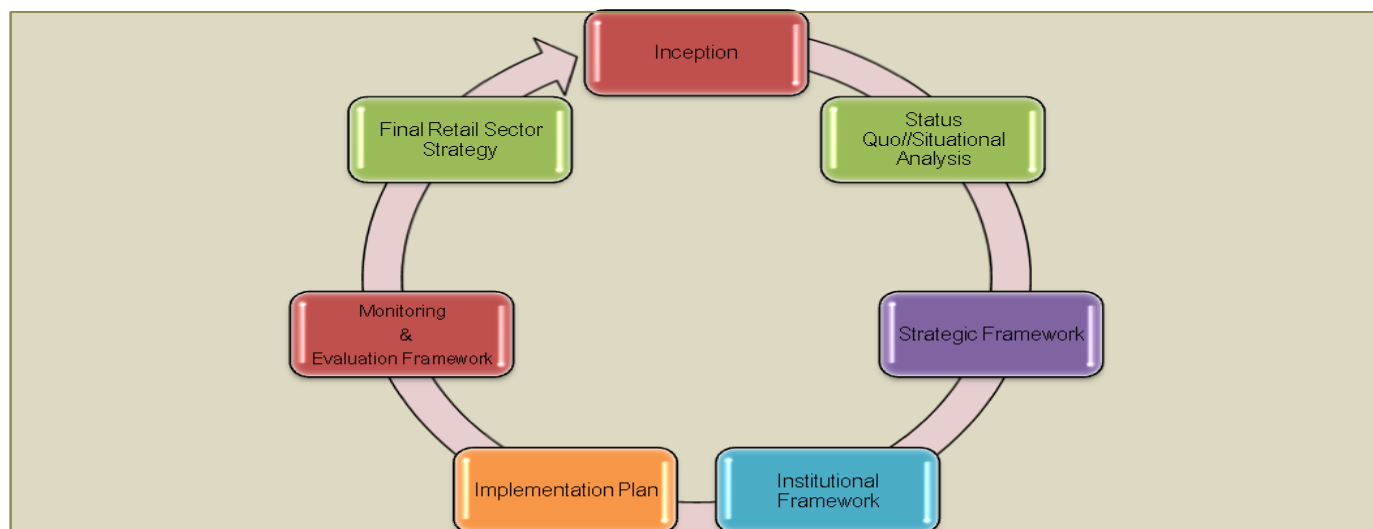 Inception
Status
Quo//Situational
Analysis
Strategic Framework
Institutional
Framework
Implementation Plan
Monitoring
&
Evaluation Framework
Final Retail Sector
Strategy